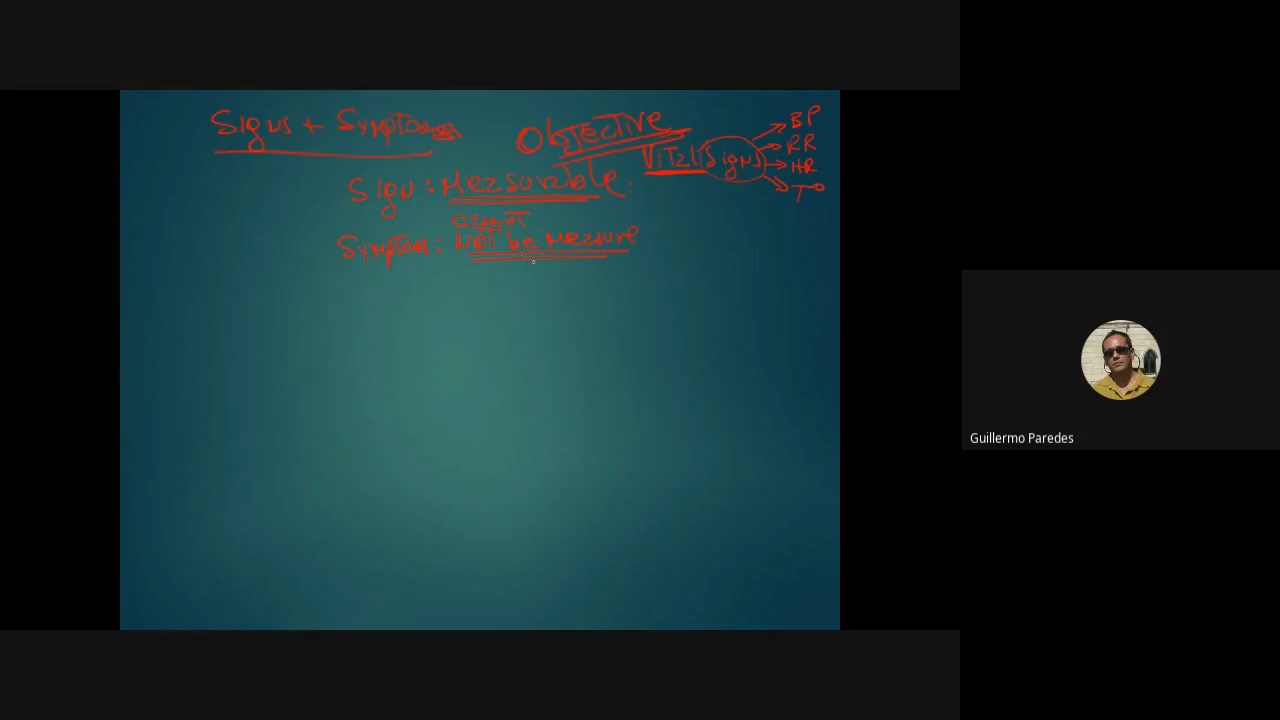 Signs + Symptoms
Objective
Vital Signs
BP
RR
HR
T°
Sign: Measurable.
cannot
Symptom: Not be measure
Guillermo Paredes